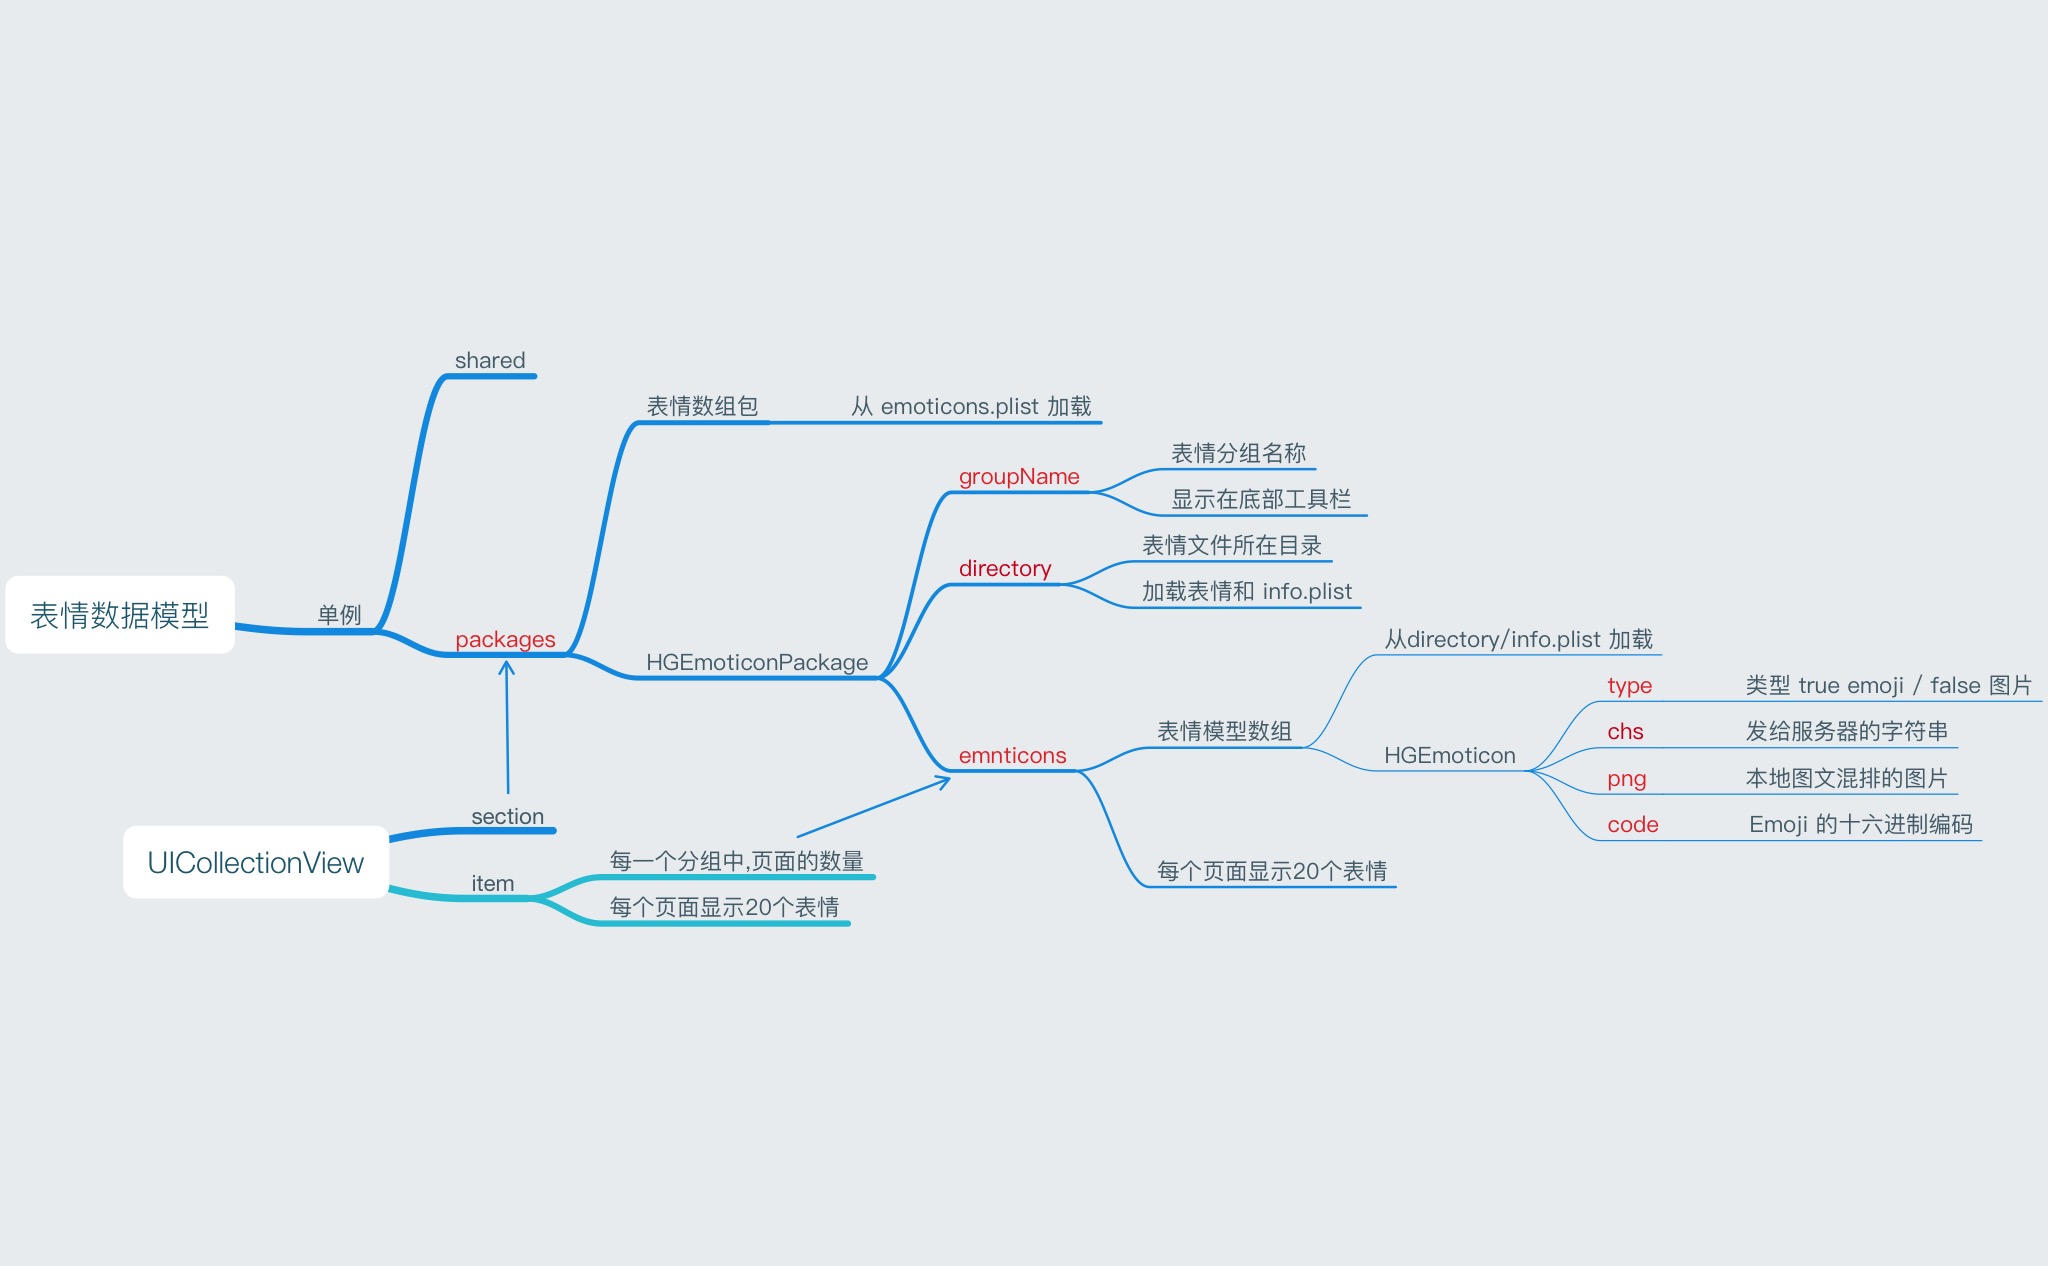 shared
表情数组包
从 emoticons.plist 加载
表情分组名称
groupName
显示在底部工具栏
表情文件所在目录
directory
加载表情和 info.plist
表情数据模型
单例
packages
HGEmoticonPackage
从directory/info.plist 加载
type
类型 true emoji / false 图片
表情模型数组
chs
发给服务器的字符串
emnticons
HGEmoticon
png
本地图文混排的图片
code
Emoji 的十六进制编码
每个页面显示20个表情
section
UICollectionView
每一个分组中,页面的数量
item
每个页面显示20个表情